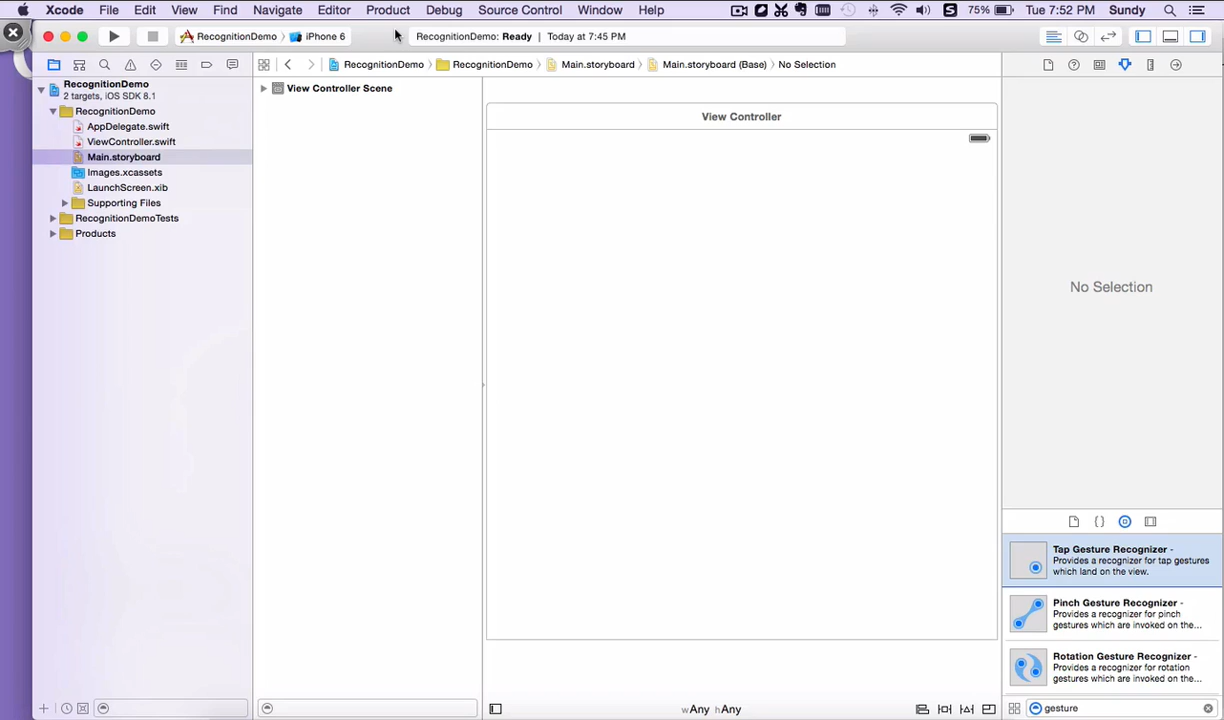 Xcode File Edit View Find Navigate Editor Product Debug Source Control Window Help 75% Tue 7:52 PM Sundy
RecognitionDemo iPhone 6 RecognitionDemo: Ready | Today at 7:45 PM
RecognitionDemo RecognitionDemo Main.storyboard Main.storyboard (Base) No Selection
RecognitionDemo
2 targets, iOS SDK 8.1
RecognitionDemo
AppDelegate.swift
ViewController.swift
Main.storyboard
Images.xcassets
LaunchScreen.xib
Supporting Files
RecognitionDemoTests
Products
View Controller Scene
View Controller
wAny hAny
No Selection
Tap Gesture Recognizer -
Provides a recognizer for tap gestures
which land on the view.
Pinch Gesture Recognizer -
Provides a recognizer for pinch
gestures which are invoked on the...
Rotation Gesture Recognizer -
Provides a recognizer for rotation
gestures which are invoked on the...
gesture